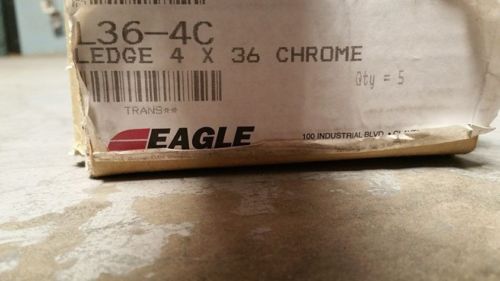 L36-4C
LEDGE 4 X 36 CHROME
Qty = 5
TRANS**
EAGLE
100 INDUSTRIAL BLVD. •